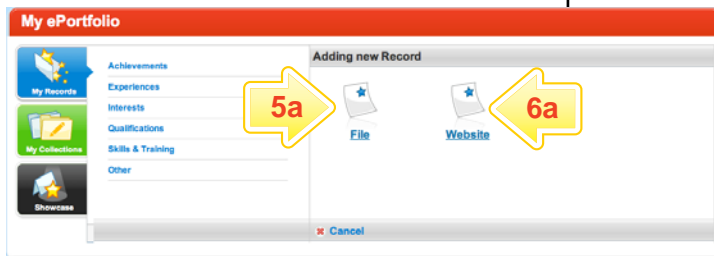 My ePortfolio
My Records
My Collections
Showcase
Achievements
Experiences
Interests
Qualifications
Skills & Training
Other
Adding new Record
5a
File
Website
6a
Cancel